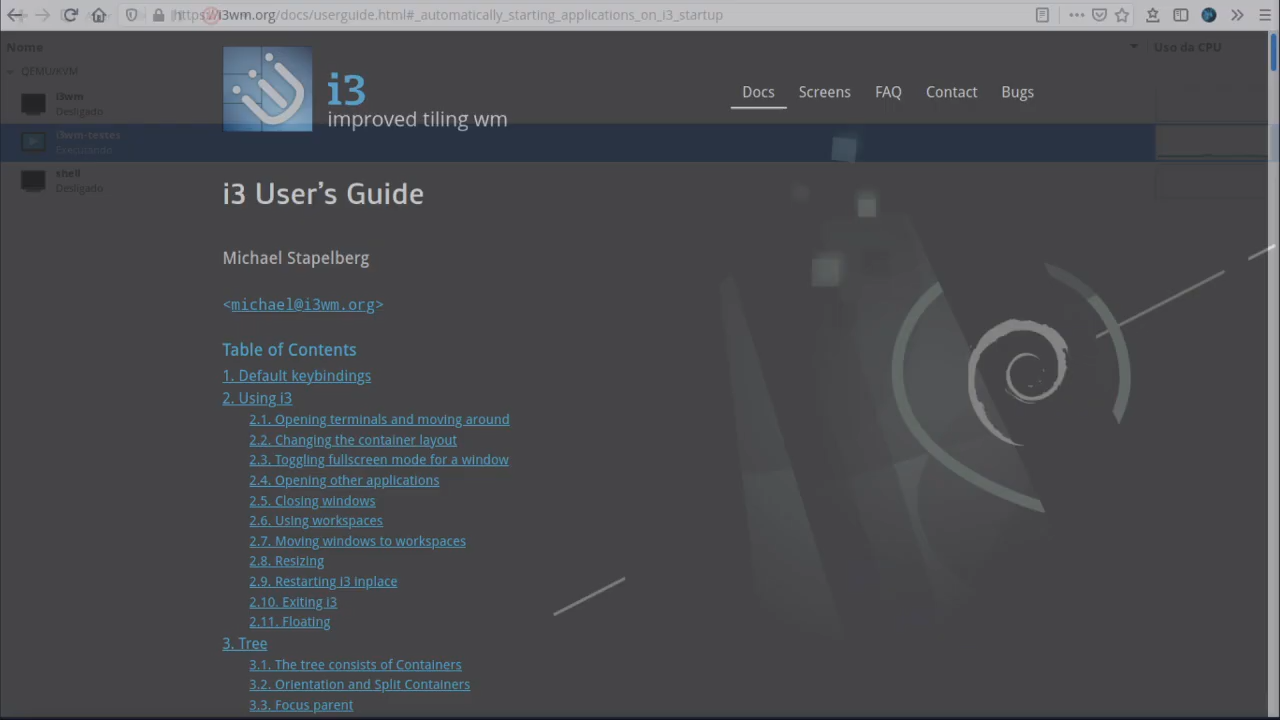 https://i3wm.org/docs/userguide.html#_automatically_starting_applications_on_i3_startup
Nome
Uso da CPU
QEMU/KVM
i3wm
Desligado
i3wm-testes
Executando
shell
Desligado
i3
improved tiling wm
Docs
Screens
FAQ
Contact
Bugs
i3 User’s Guide
Michael Stapelberg
<michael@i3wm.org>
Table of Contents
1. Default keybindings
2. Using i3
2.1. Opening terminals and moving around
2.2. Changing the container layout
2.3. Toggling fullscreen mode for a window
2.4. Opening other applications
2.5. Closing windows
2.6. Using workspaces
2.7. Moving windows to workspaces
2.8. Resizing
2.9. Restarting i3 inplace
2.10. Exiting i3
2.11. Floating
3. Tree
3.1. The tree consists of Containers
3.2. Orientation and Split Containers
3.3. Focus parent